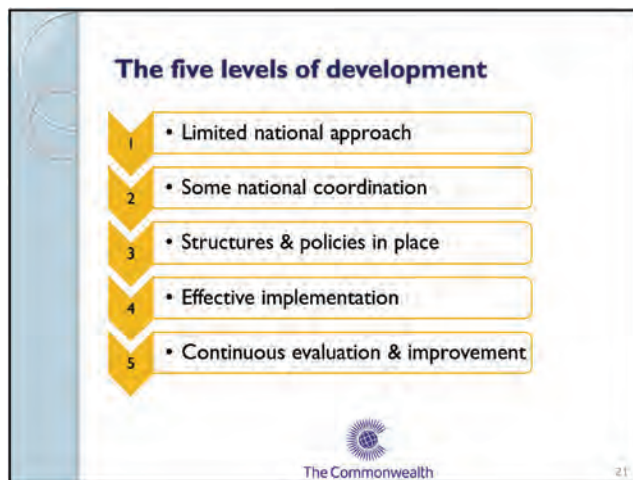 The five levels of development
1
• Limited national approach
2
• Some national coordination
3
• Structures & policies in place
4
• Effective implementation
5
• Continuous evaluation & improvement
The Commonwealth
21